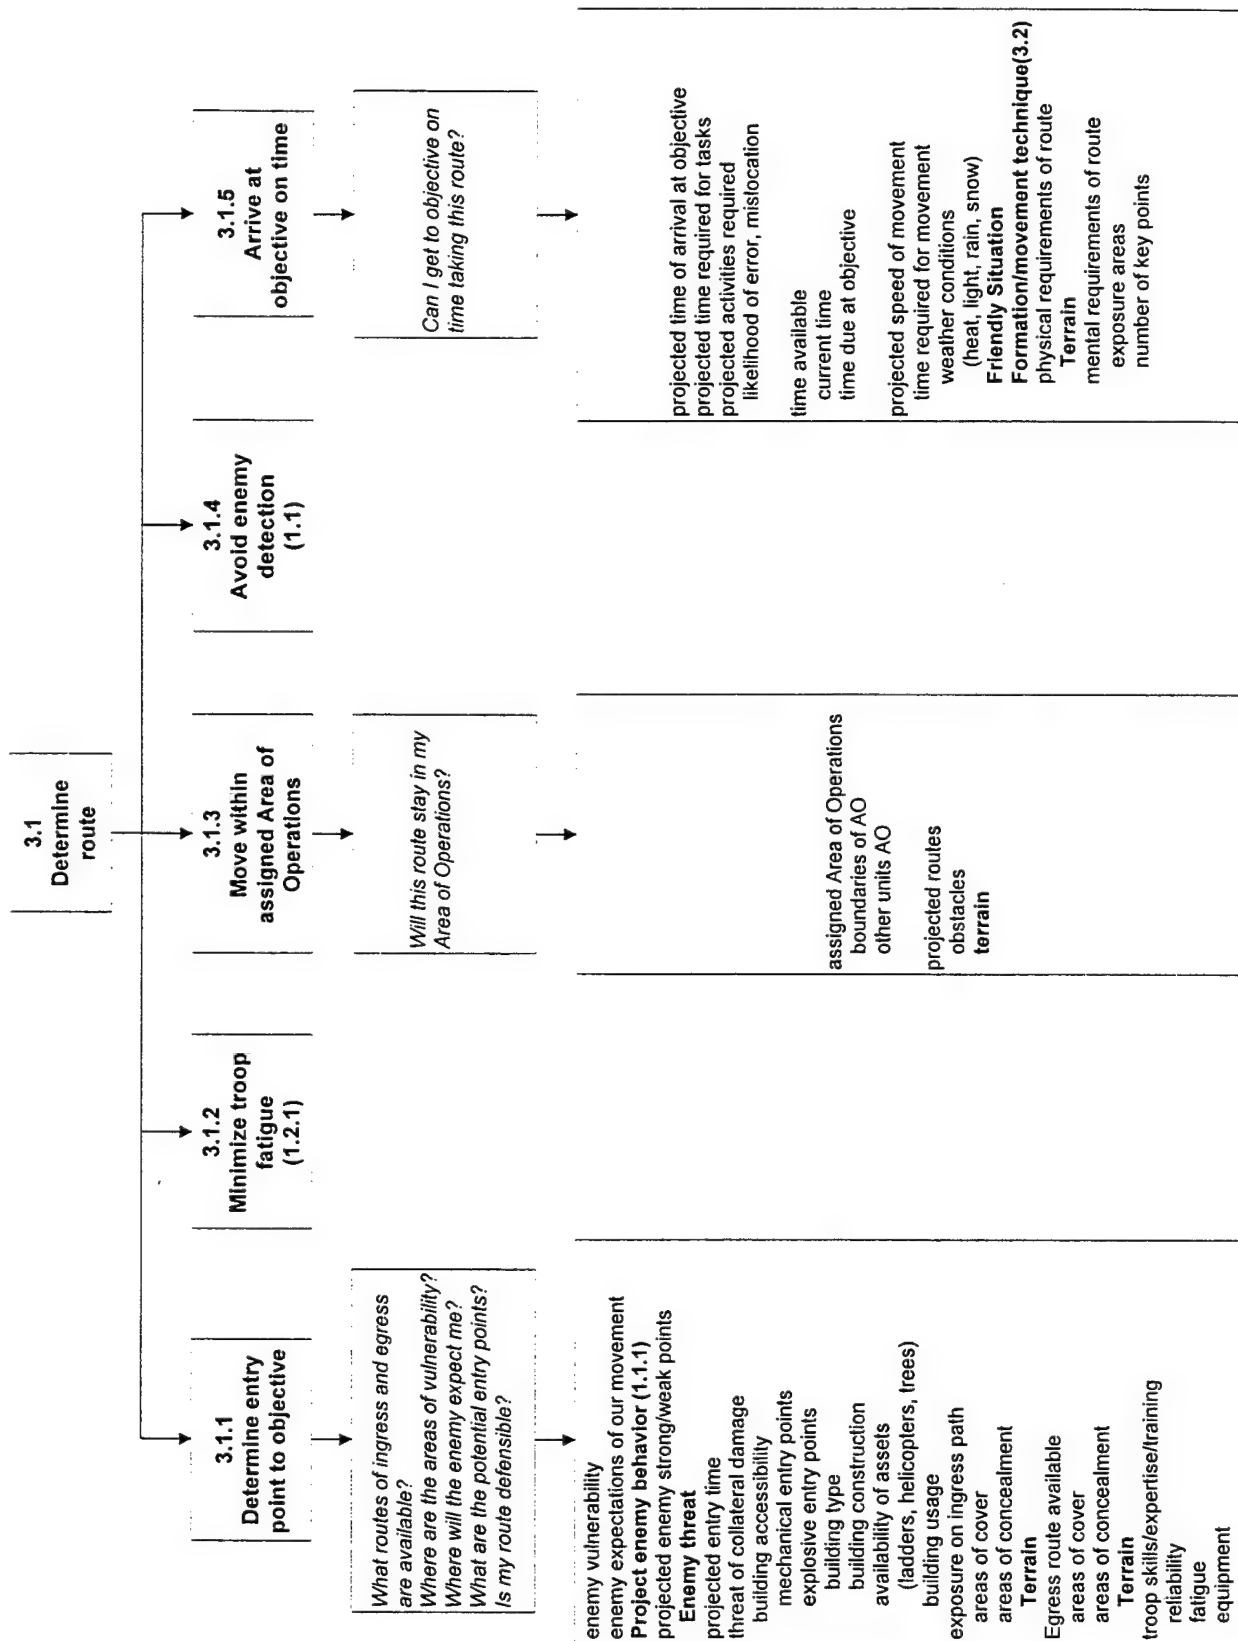 3.1
Determine
route
3.1.1
Determine entry
point to objective
3.1.2
Minimize troop
fatigue
(1.2.1)
3.1.3
Move within
assigned Area of
Operations
3.1.4
Avoid enemy
detection
(1.1)
3.1.5
Arrive at
objective on time
What routes of ingress and egress
are available?
Where are the areas of vulnerability?
Where will the enemy expect me?
What are the potential entry points?
Is my route defensible?
Will this route stay in my
Area of Operations?
Can I get to objective on
time taking this route?
enemy vulnerability
enemy expectations of our movement
Project enemy behavior (1.1.1)
projected enemy strong/weak points
Enemy threat
projected entry time
threat of collateral damage
building accessibility
mechanical entry points
explosive entry points
building type
building construction
availability of assets
(ladders, helicopters, trees)
building usage
exposure on ingress path
areas of cover
areas of concealment
Terrain
Egress route available
areas of cover
areas of concealment
Terrain
troop skills/expertise/training
reliability
fatigue
equipment
assigned Area of Operations
boundaries of AO
other units AO
projected routes
obstacles
terrain
projected time of arrival at objective
projected time required for tasks
projected activities required
likelihood of error, mislocation
time available
current time
time due at objective
projected speed of movement
time required for movement
weather conditions
(heat, light, rain, snow)
Friendly Situation
Formation/movement technique(3.2)
physical requirements of route
Terrain
mental requirements of route
exposure areas
number of key points